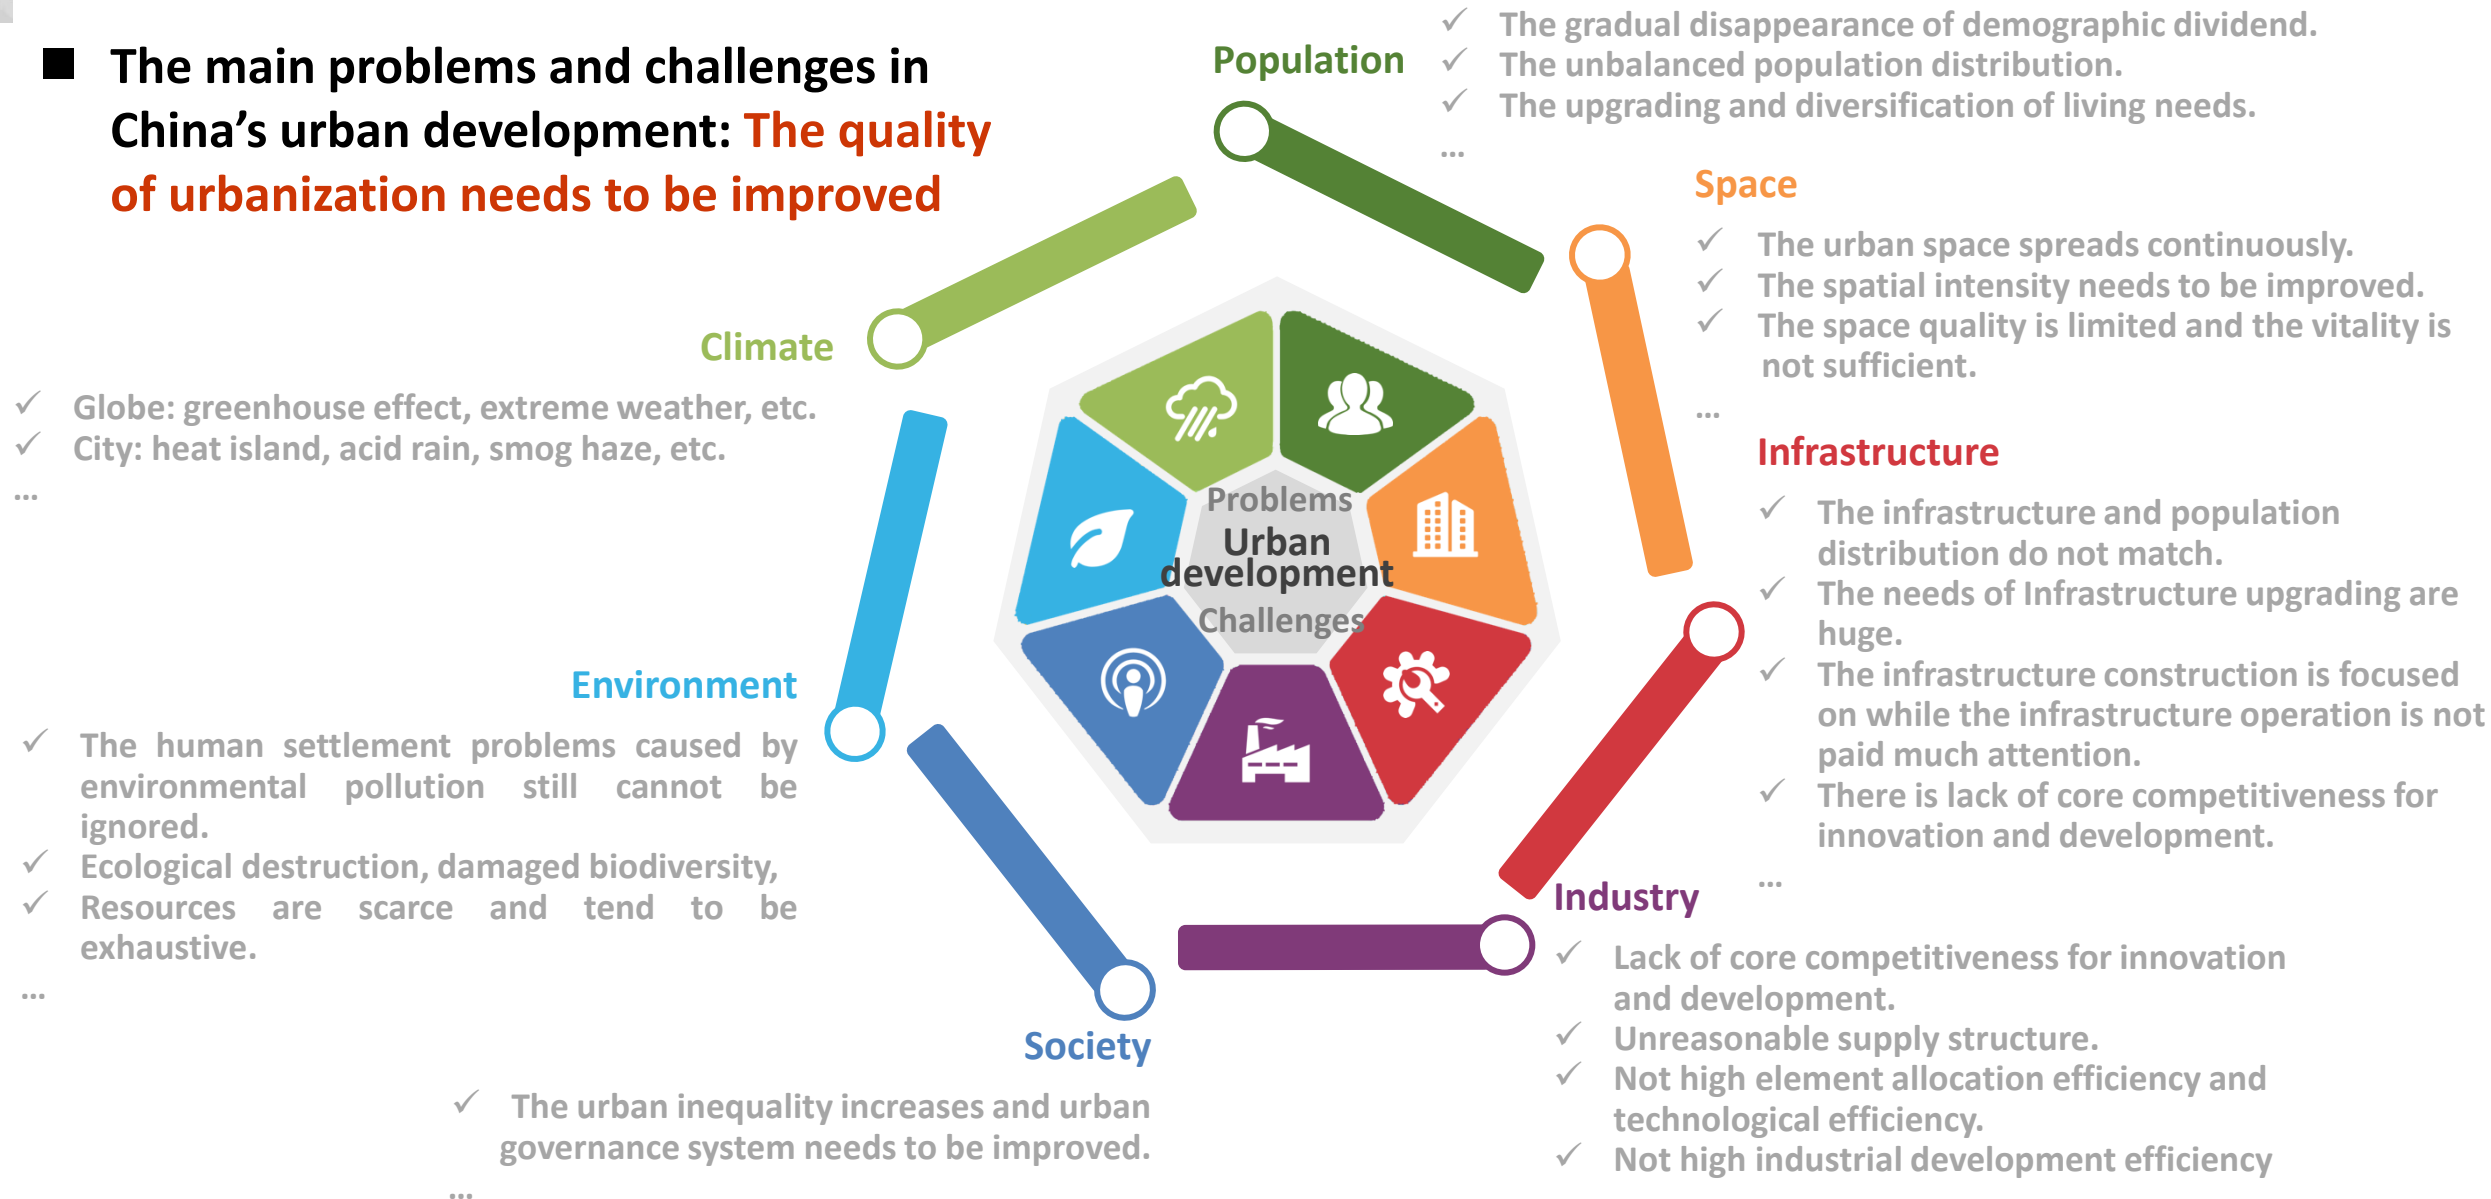 ■ The main problems and challenges in
China’s urban development: The quality
of urbanization needs to be improved
Population
✓ The gradual disappearance of demographic dividend.
✓ The unbalanced population distribution.
✓ The upgrading and diversification of living needs.
...
Space
✓ The urban space spreads continuously.
✓ The spatial intensity needs to be improved.
✓ The space quality is limited and the vitality is
not sufficient.
...
Infrastructure
✓ The infrastructure and population
distribution do not match.
✓ The needs of Infrastructure upgrading are
huge.
✓ The infrastructure construction is focused
on while the infrastructure operation is not
paid much attention.
✓ There is lack of core competitiveness for
innovation and development.
...
Industry
✓ Lack of core competitiveness for innovation
and development.
✓ Unreasonable supply structure.
✓ Not high element allocation efficiency and
technological efficiency.
✓ Not high industrial development efficiency
Society
✓ The urban inequality increases and urban
governance system needs to be improved.
...
Environment
✓ The human settlement problems caused by
environmental pollution still cannot be
ignored.
✓ Ecological destruction, damaged biodiversity,
✓ Resources are scarce and tend to be
exhaustive.
...
Climate
✓ Globe: greenhouse effect, extreme weather, etc.
✓ City: heat island, acid rain, smog haze, etc.
...
Problems
Urban
development
Challenges